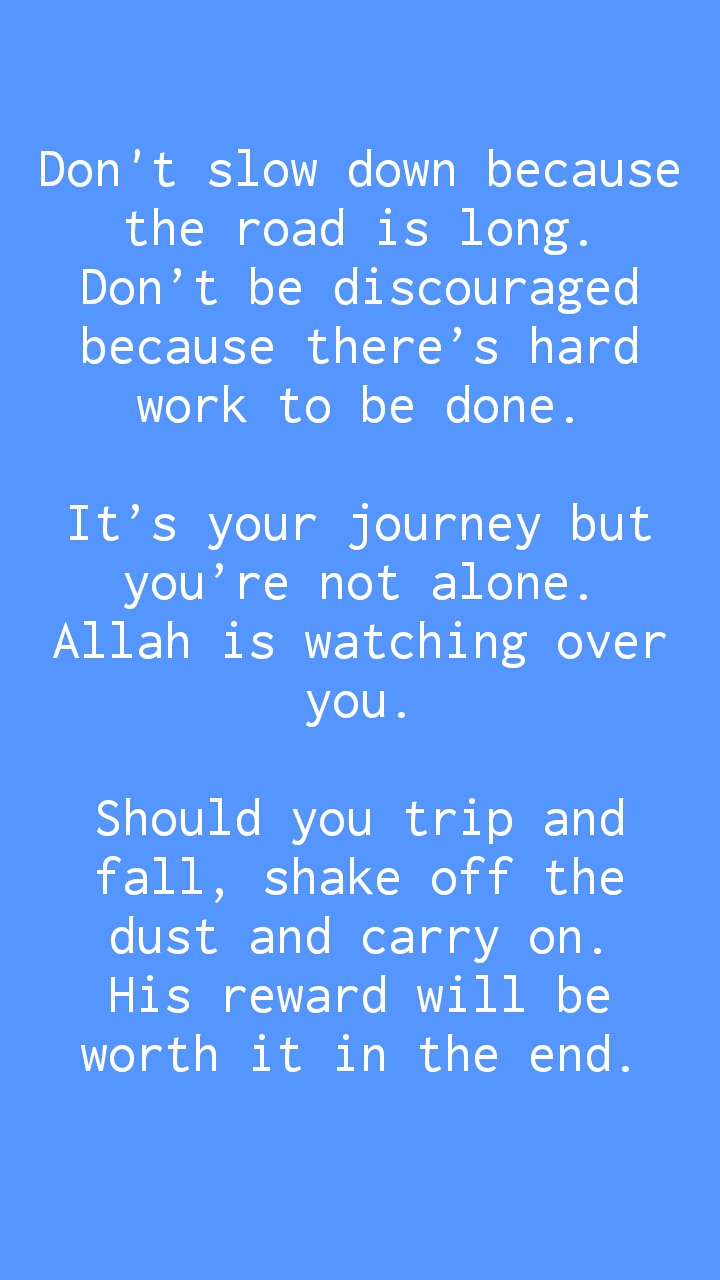 Don't slow down because
the road is long.
Don’t be discouraged
because there’s hard
work to be done.
It’s your journey but
you’re not alone.
Allah is watching over
you.
Should you trip and
fall, shake off the
dust and carry on.
His reward will be
worth it in the end.